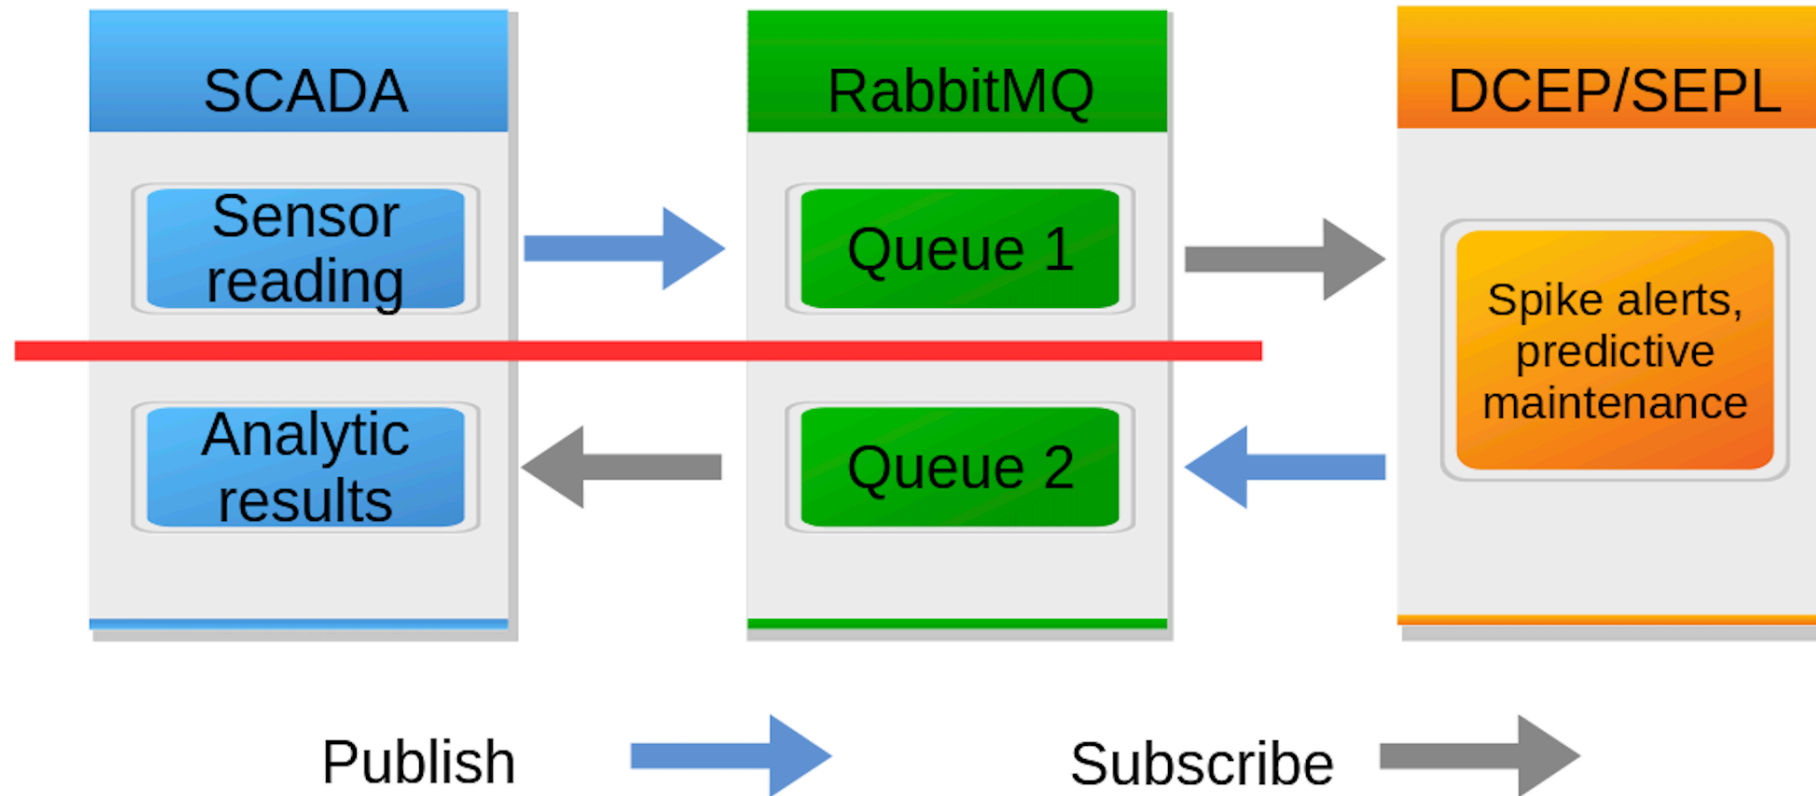 SCADA
RabbitMQ
DCEP/SEPL
Sensor
reading
Queue 1
Spike alerts,
predictive
maintenance
Analytic
results
Queue 2
Publish
Subscribe